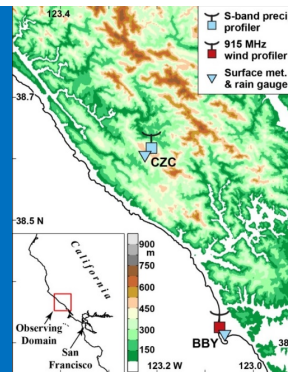 123.4
S-band preci
profiler
915 MHz
wind profiler
Surface met.
& rain gauge
38.7
CZC
38.5 N
California
900
m
750
600
450
300
150
Observing
Domain
San
Francisco
BBY
38
123.2 W
123.0